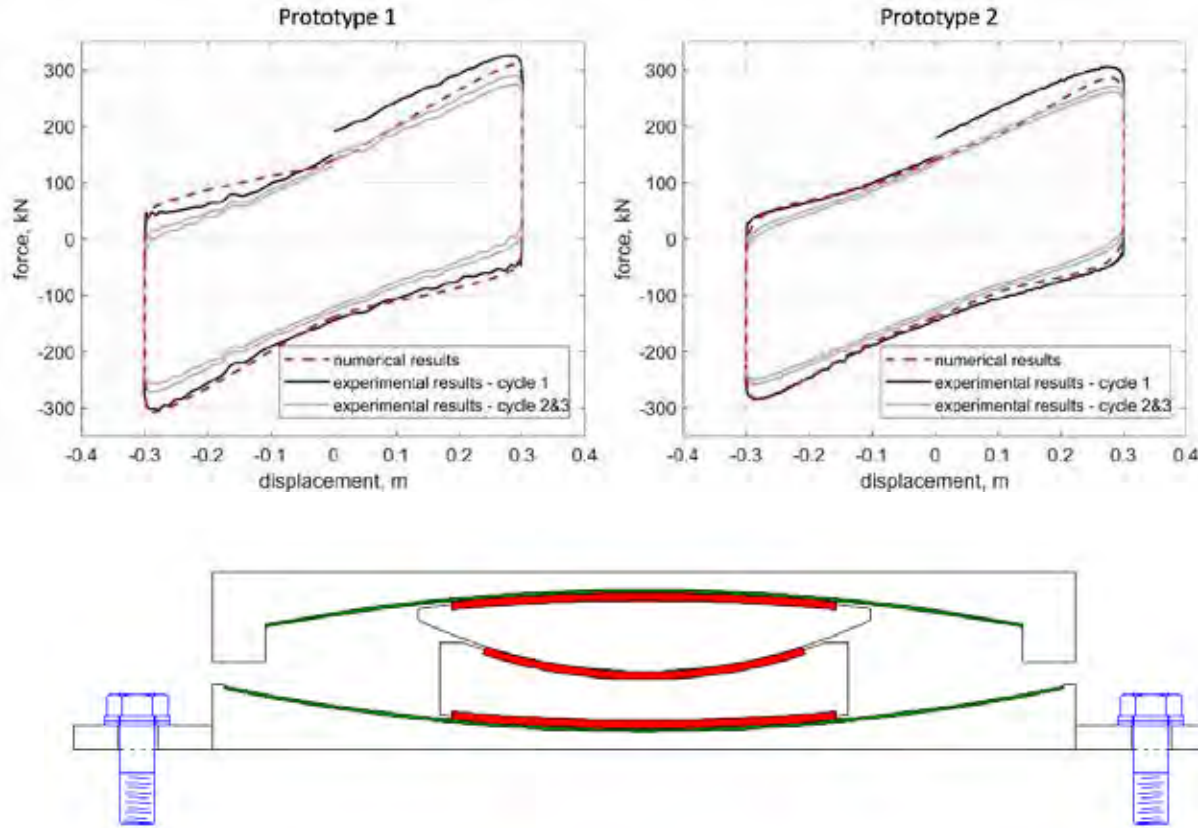 Prototype 1
300
200
100
0
-100
-200
-300
force, kN
numerical results
experimental results - cycle 1
experimental results - cycle 2&3
-0.4 -0.3 -0.2 -0.1 0 0.1 0.2 0.3 0.4
displacement, m
Prototype 2
300
200
100
0
-100
-200
-300
force, kN
numerical results
experimental results - cycle 1
experimental results - cycle 2&3
-0.4 -0.3 -0.2 -0.1 0 0.1 0.2 0.3 0.4
displacement, m